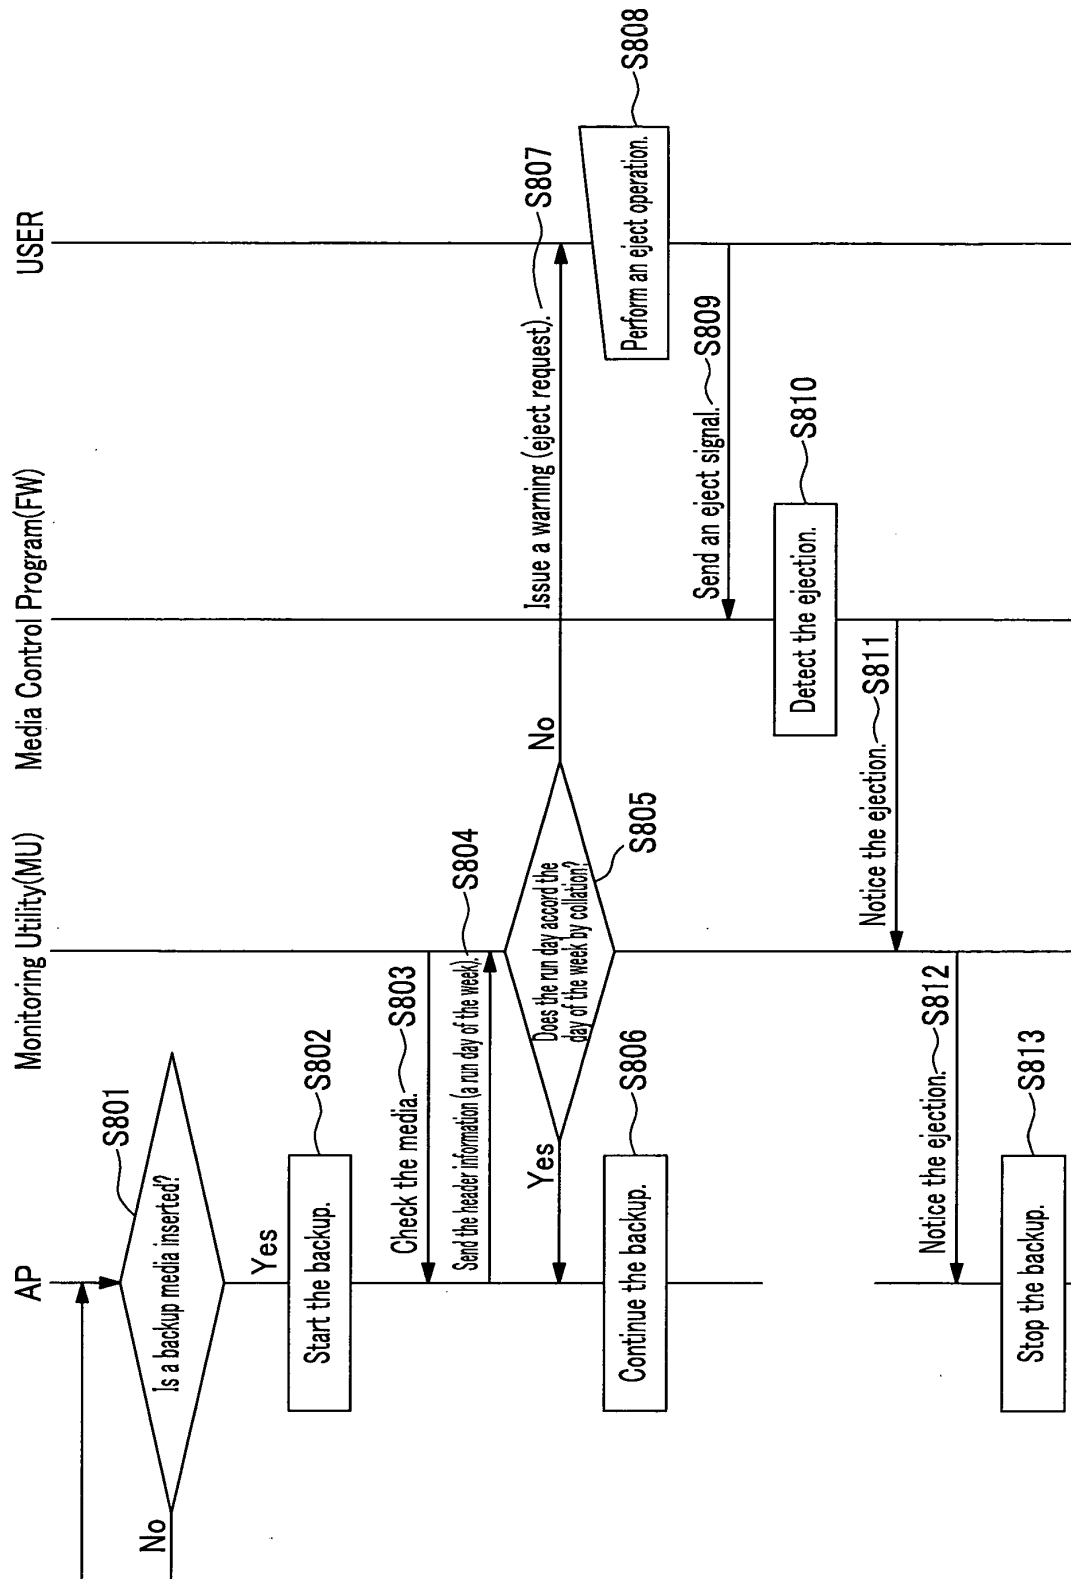 AP
Monitoring Utility(MU)
Media Control Program(FW)
USER
S801
Is a backup media inserted?
No
Yes
Start the backup.
S802
Check the media.
S803
Send the header information (a run day of the week).
S804
Does the run day accord the
day of the week by collation?
S805
Yes
No
Continue the backup.
S806
Issue a warning (eject request).
S807
Perform an eject operation.
S808
Send an eject signal.
S809
Detect the ejection.
S810
Notice the ejection.
S811
Notice the ejection.
S812
Stop the backup.
S813